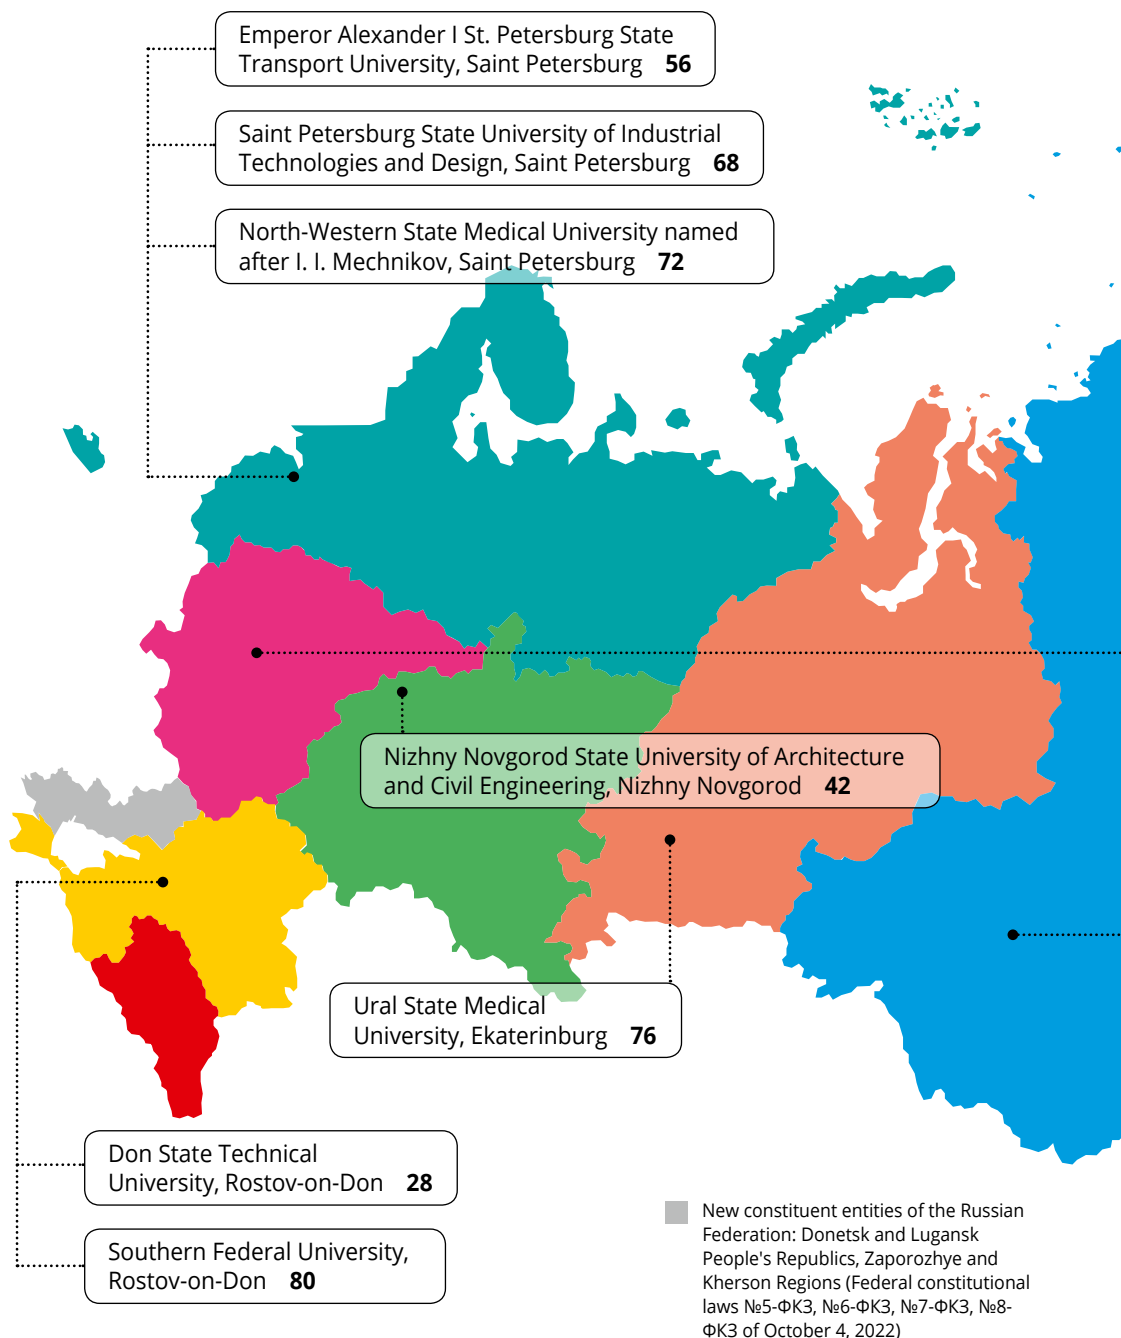 Emperor Alexander I St. Petersburg State
Transport University, Saint Petersburg 56
Saint Petersburg State University of Industrial
Technologies and Design, Saint Petersburg 68
North-Western State Medical University named
after I. I. Mechnikov, Saint Petersburg 72
Nizhny Novgorod State University of Architecture
and Civil Engineering, Nizhny Novgorod 42
Ural State Medical
University, Ekaterinburg 76
Don State Technical
University, Rostov-on-Don 28
Southern Federal University,
Rostov-on-Don 80
New constituent entities of the Russian
Federation: Donetsk and Lugansk
People's Republics, Zaporozhye and
Kherson Regions (Federal constitutional
laws №5-ФКЗ, №6-ФКЗ, №7-ФКЗ, №8-
ФКЗ of October 4, 2022)